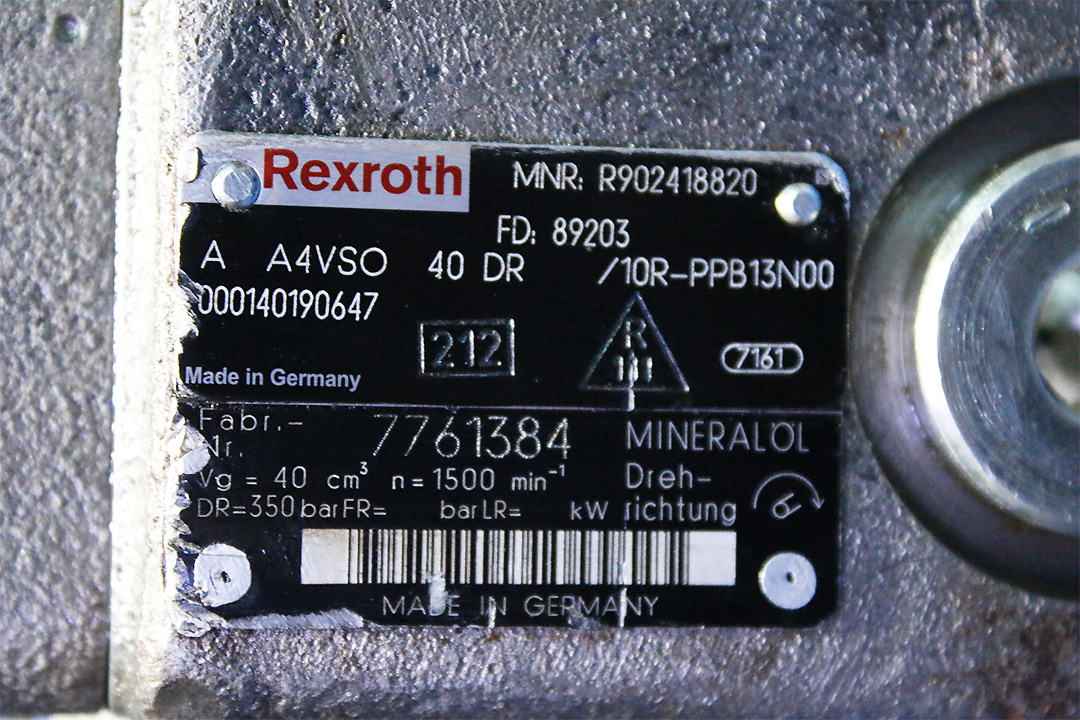 Rexroth
MNR: R902418820
FD: 89203
A A4VSO 40 DR /10R-PPB13N00
000140190647
212
R
7161
Made in Germany
Fabr.-
Nr.
7761384
MINERALÖL
Vg = 40 cm³ n = 1500 min⁻¹
Dreh-
DR=350 bar FR= bar LR= kW richtung
MADE IN GERMANY